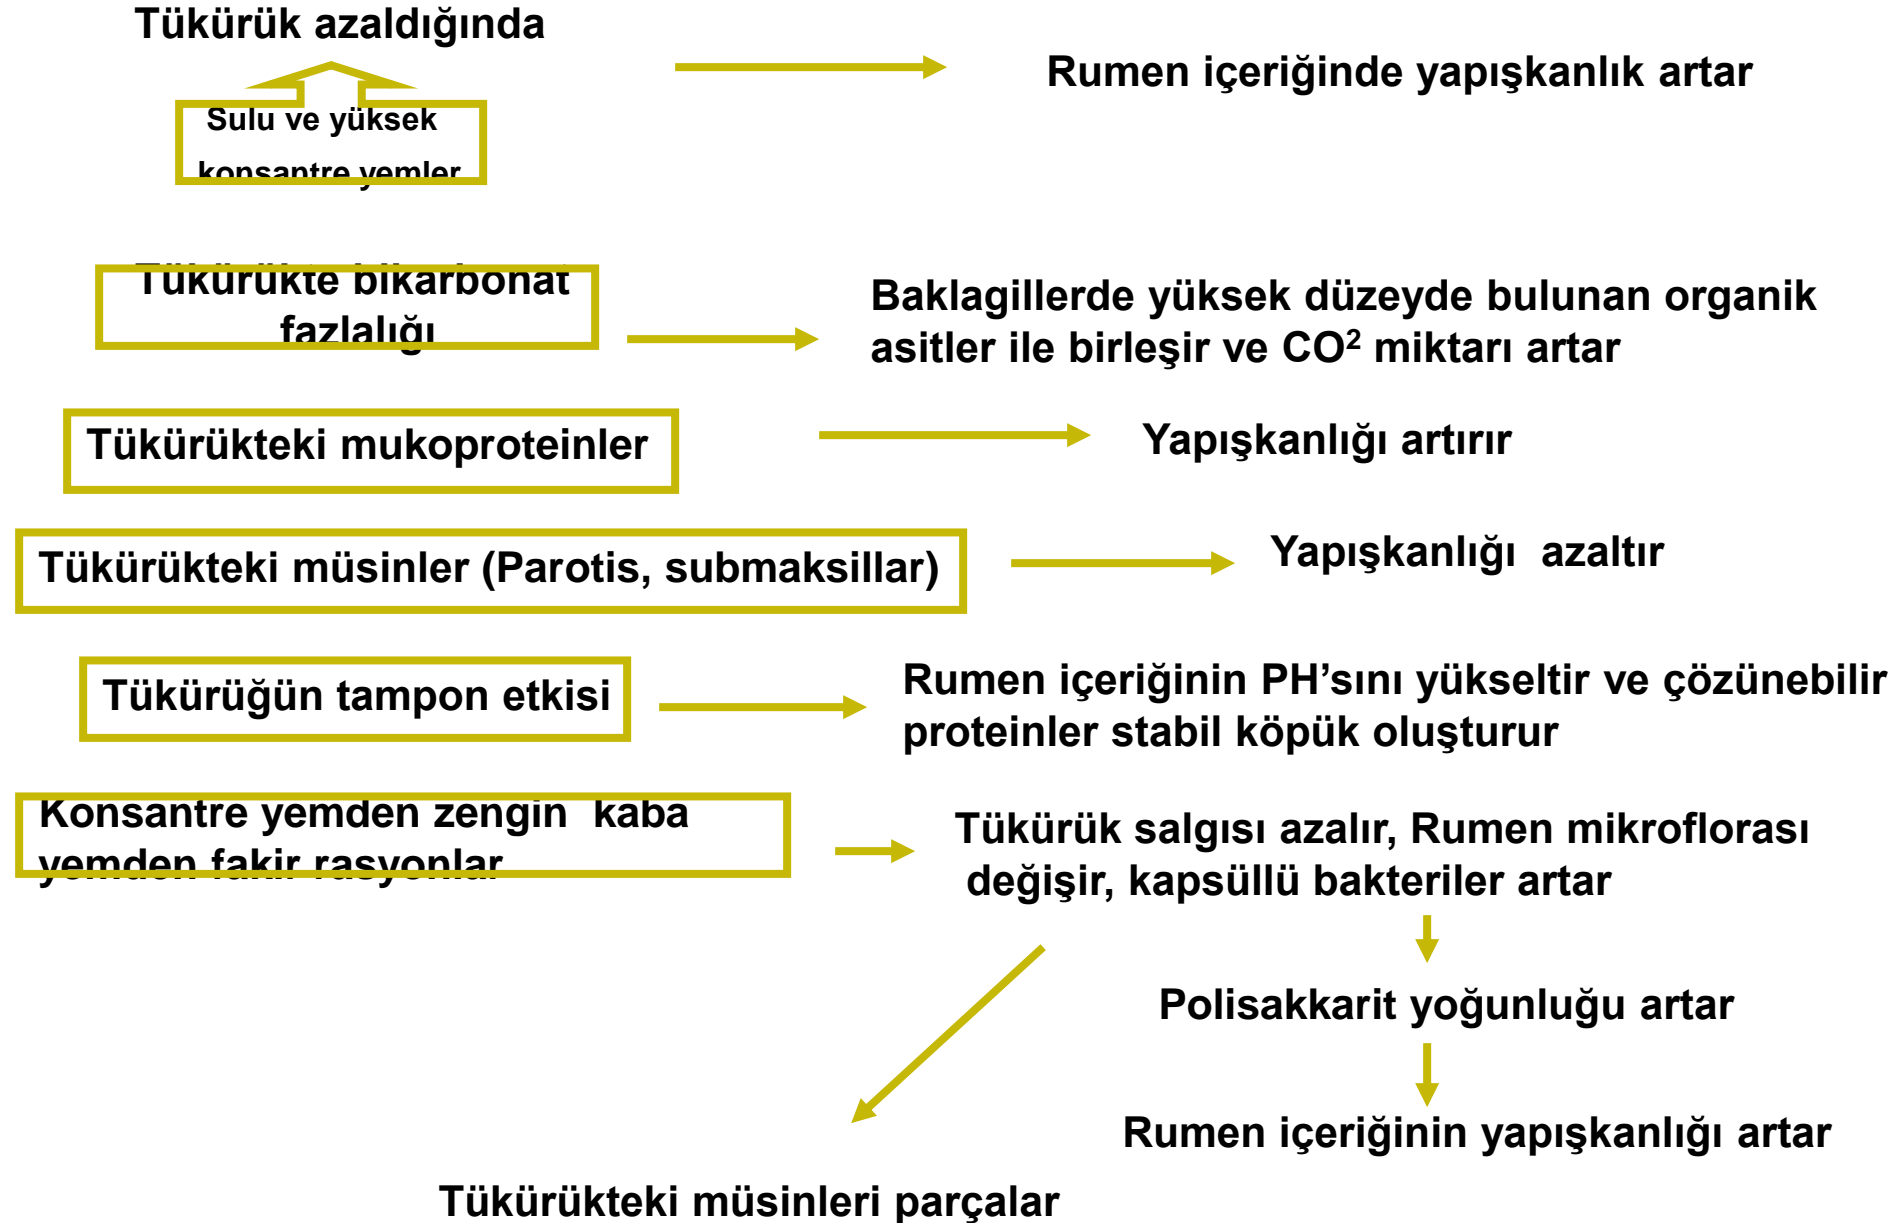 Tükürük azaldığında
Rumen içeriğinde yapışkanlık artar
Sulu ve yüksek
konsantre yemler
Tükürükte bikarbonat
fazlalığı
Baklagillerde yüksek düzeyde bulunan organik
asitler ile birleşir ve CO² miktarı artar
Tükürükteki mukoproteinler
Yapışkanlığı artırır
Tükürükteki müsinler (Parotis, submaksillar)
Yapışkanlığı azaltır
Tükürüğün tampon etkisi
Rumen içeriğinin PH’sını yükseltir ve çözünebilir
proteinler stabil köpük oluşturur
Konsantre yemden zengin kaba
yemden fakir rasyonlar
Tükürük salgısı azalır, Rumen mikroflorası
değişir, kapsüllü bakteriler artar
Polisakkarit yoğunluğu artar
Rumen içeriğinin yapışkanlığı artar
Tükürükteki müsinleri parçalar